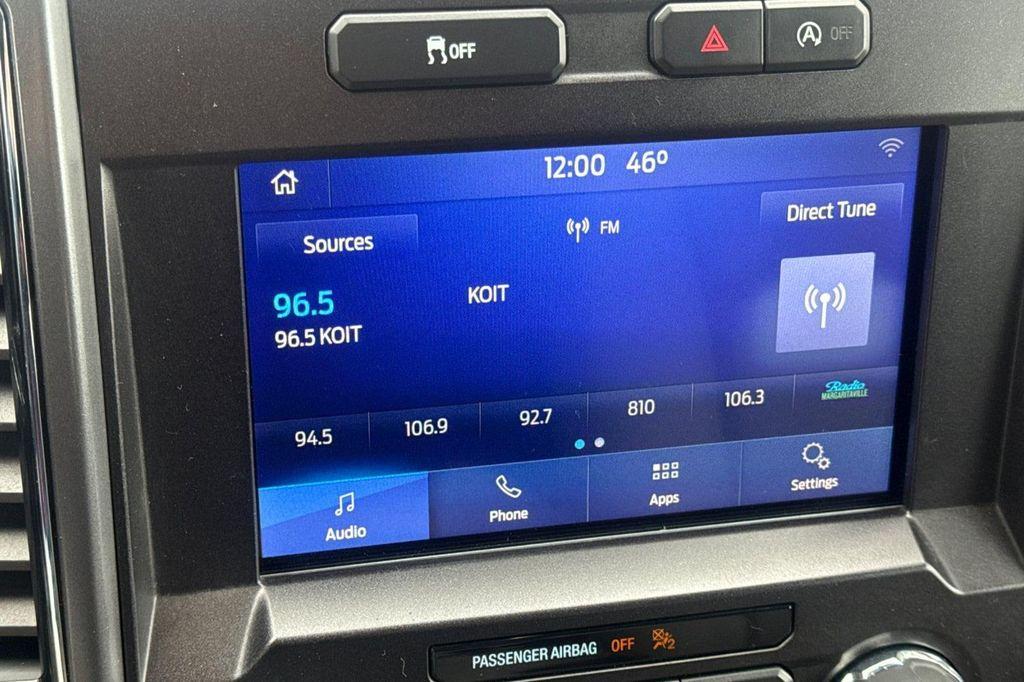 OFF
A OFF
12:00 46°
Sources
FM
Direct Tune
96.5
KOIT
96.5 KOIT
94.5 106.9 92.7 810 106.3 Radio
MARGARITAVILLE
Audio Phone Apps Settings
PASSENGER AIRBAG OFF 2